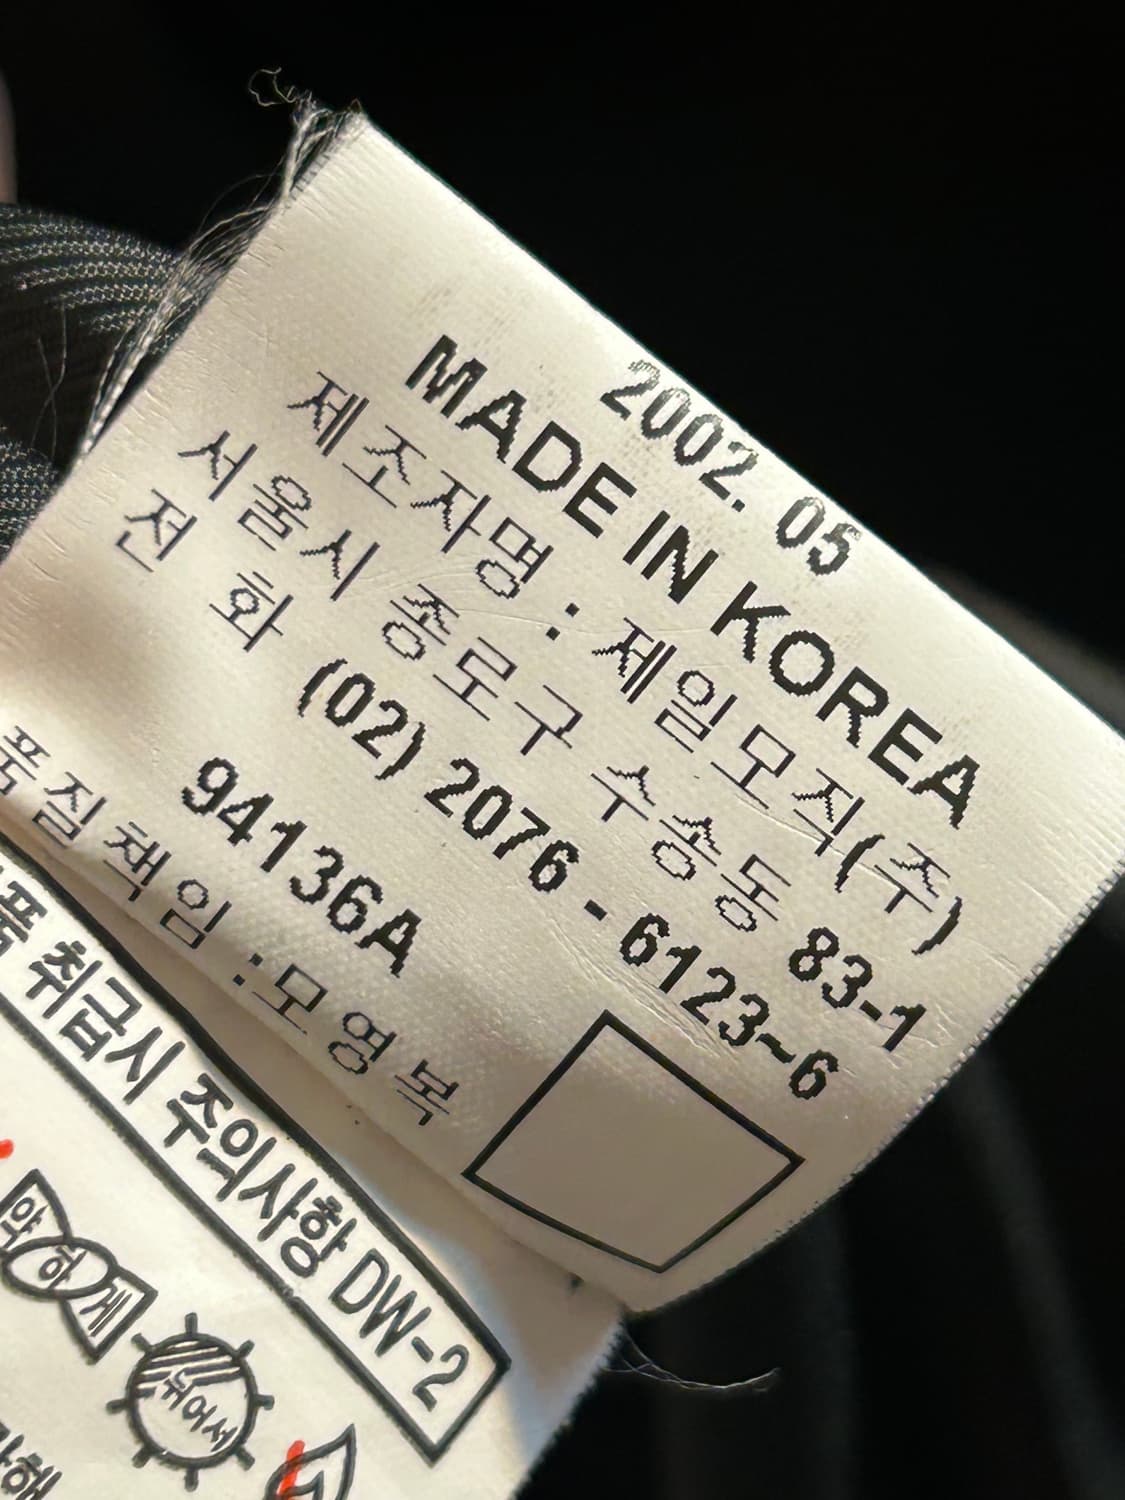 2002. 05
MADE IN KOREA
제조자명 : 제일모직(주)
서울시 종로구 수송동 83-1
전 화 (02) 2076 - 6123~6
94136A
품질책임 : 모영복
품 취급시 주의사항 DW-2
약하게
뉘어서